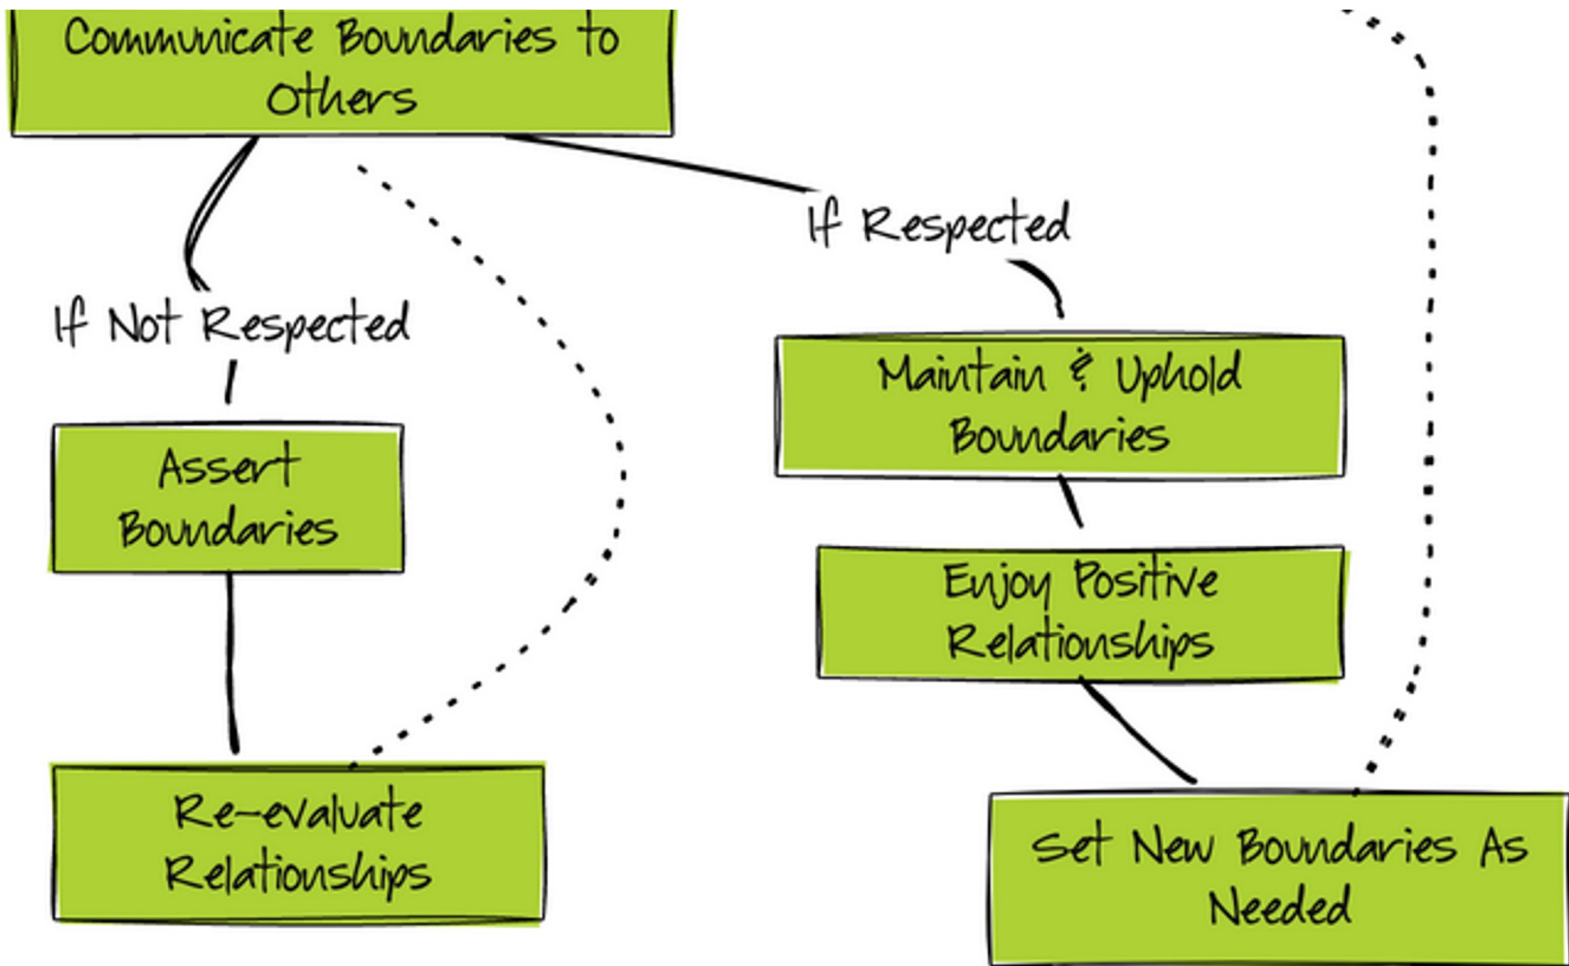 Communicate Boundaries to
Others
If Respected
If Not Respected
Maintain & Uphold
Boundaries
Assert
Boundaries
Enjoy Positive
Relationships
Re-evaluate
Relationships
Set New Boundaries As
Needed